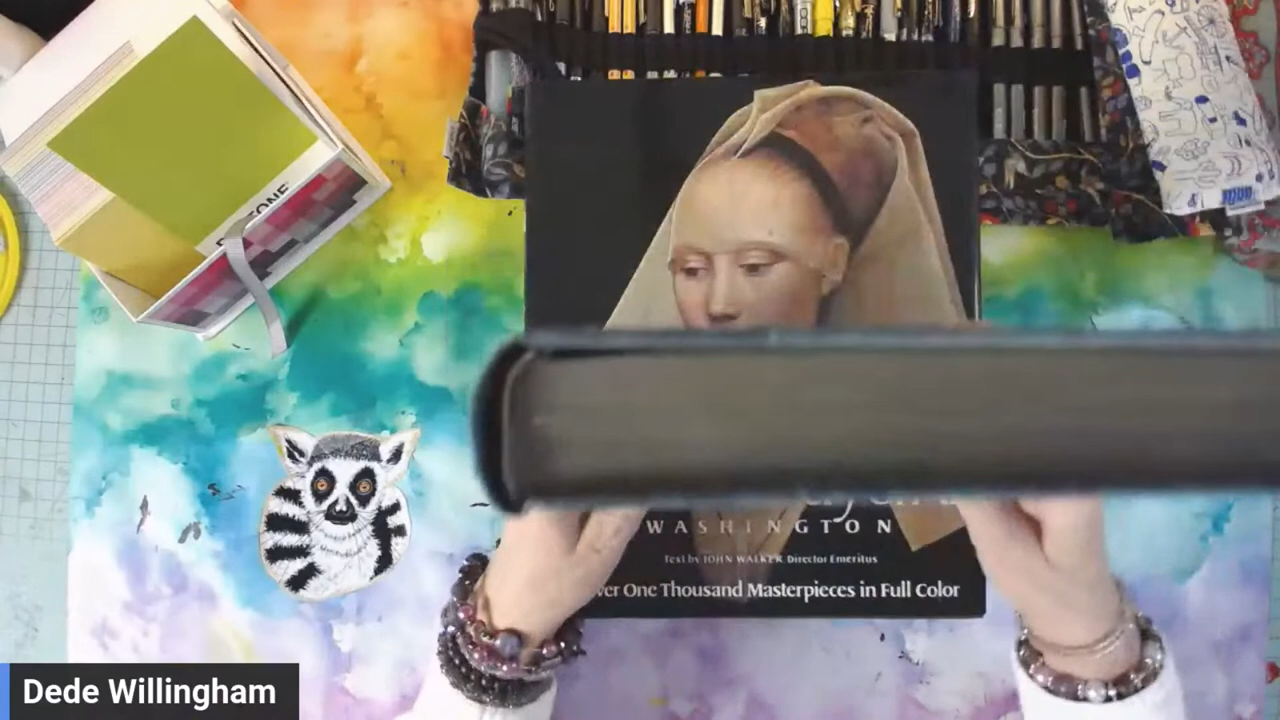 WASHINGTON
Text by JOHN WALKER Director Emeritus
ver One Thousand Masterpieces in Full Color
Dede Willingham